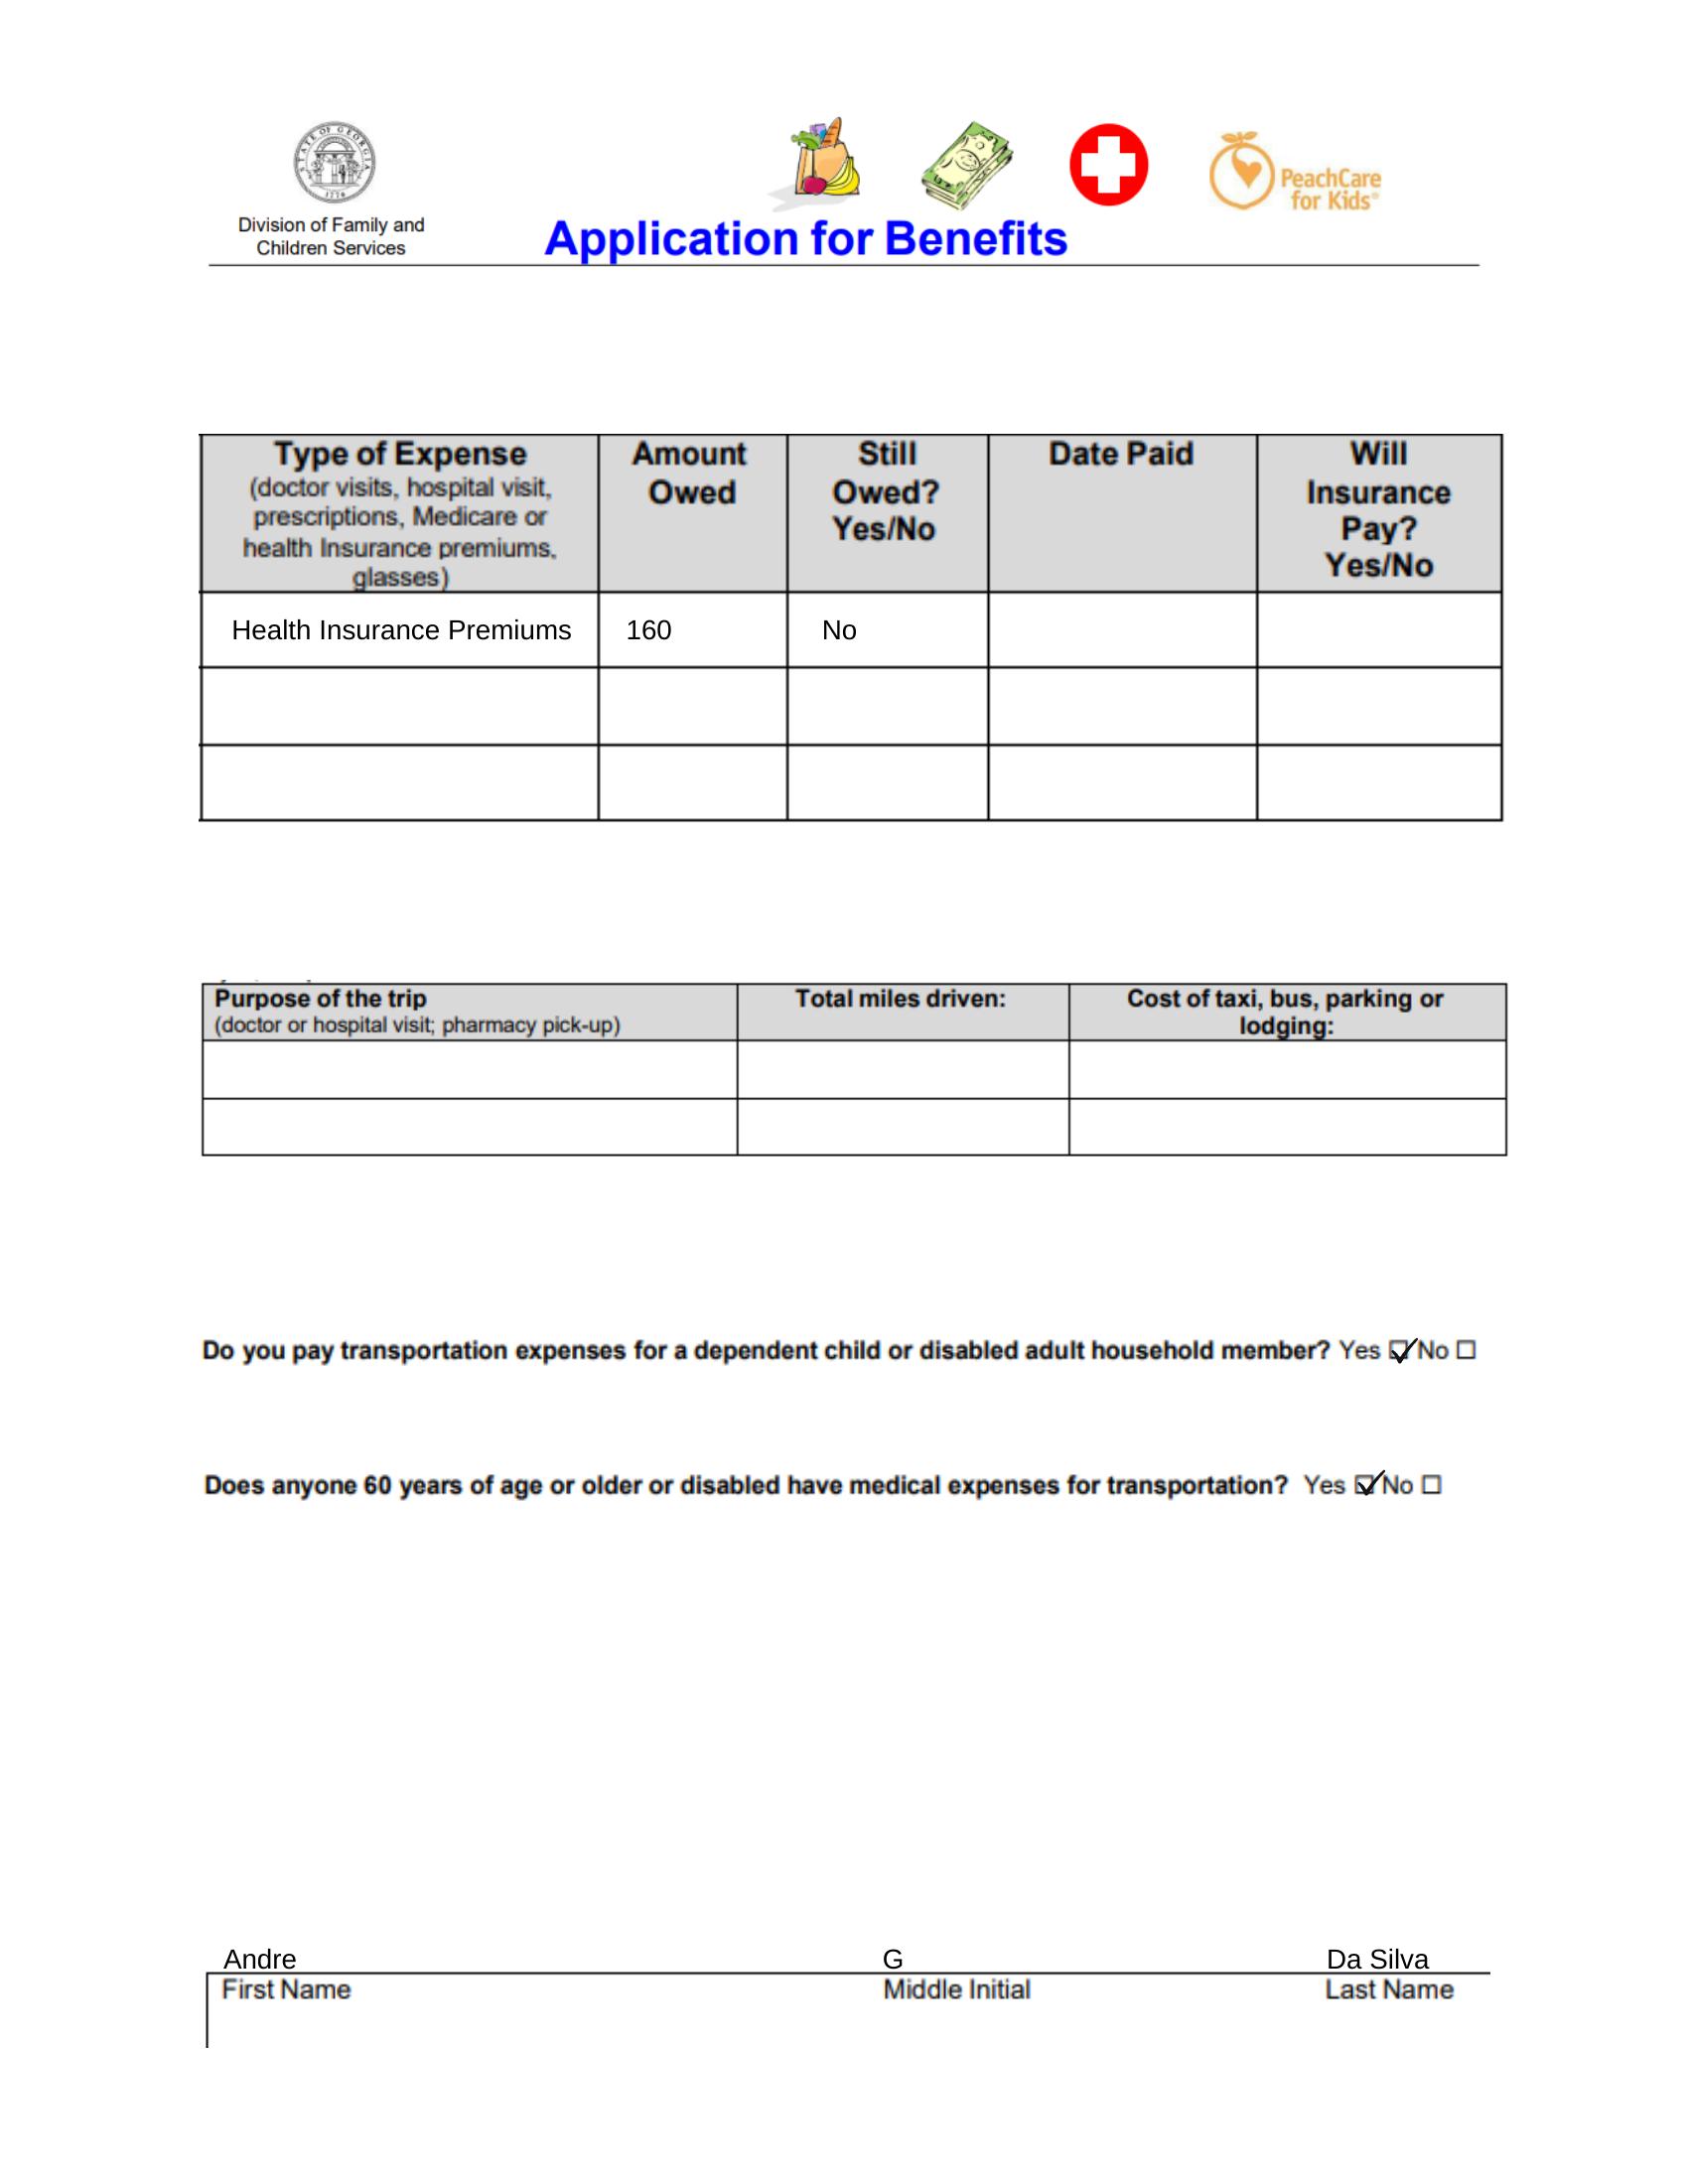 STATE OF GEORGIA
1776
Division of Family and
Children Services
Application for Benefits
PeachCare
for Kids®
Type of Expense
(doctor visits, hospital visit,
prescriptions, Medicare or
health Insurance premiums,
glasses)
Amount
Owed
Still
Owed?
Yes/No
Date Paid
Will
Insurance
Pay?
Yes/No
Health Insurance Premiums 160 No
Purpose of the trip
(doctor or hospital visit; pharmacy pick-up)
Total miles driven:
Cost of taxi, bus, parking or
lodging:
Do you pay transportation expenses for a dependent child or disabled adult household member? Yes ☑ No ☐
Does anyone 60 years of age or older or disabled have medical expenses for transportation? Yes ☑ No ☐
Andre G Da Silva
First Name Middle Initial Last Name